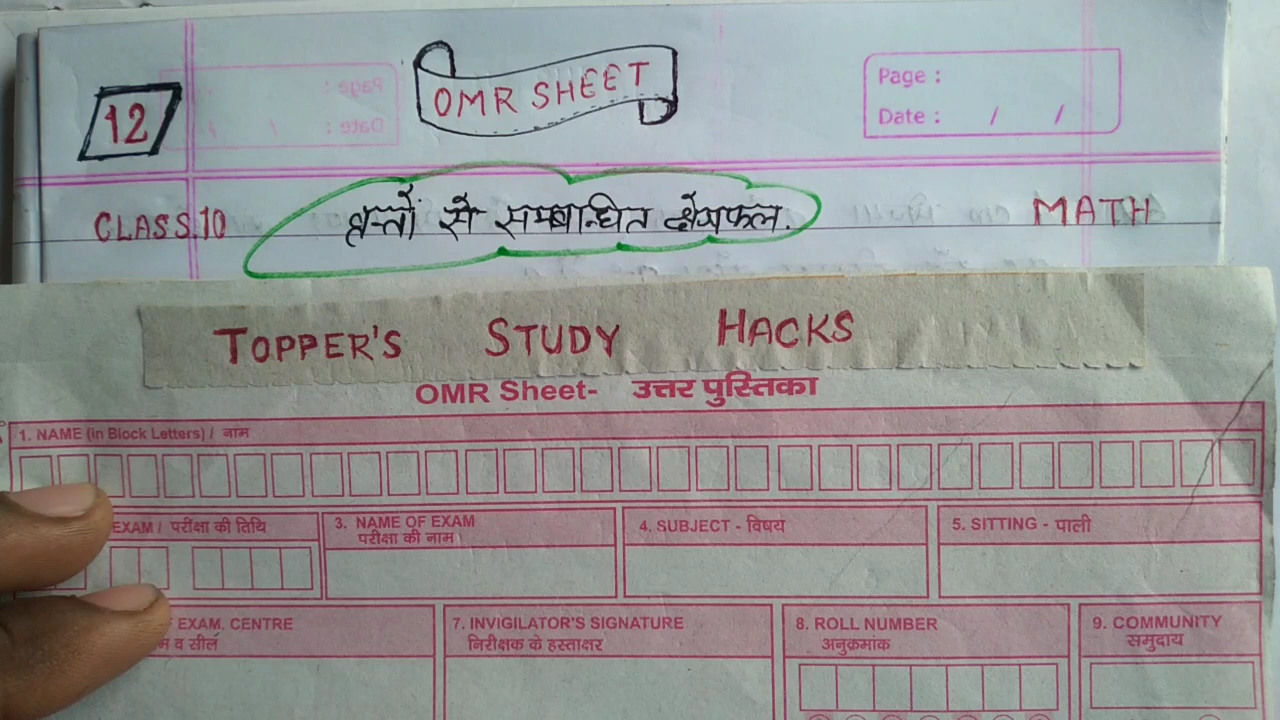 12
OMR SHEET
Page :
Date : / /
CLASS 10
वृत्तों से सम्बन्धित क्षेत्रफल.
MATH
TOPPER'S STUDY HACKS
OMR Sheet- उत्तर पुस्तिका
1. NAME (in Block Letters) / नाम
EXAM / परीक्षा की तिथि
3. NAME OF EXAM
परीक्षा की नाम
4. SUBJECT - विषय
5. SITTING - पाली
EXAM. CENTRE
म व सील
7. INVIGILATOR'S SIGNATURE
निरीक्षक के हस्ताक्षर
8. ROLL NUMBER
अनुक्रमांक
9. COMMUNITY
समुदाय